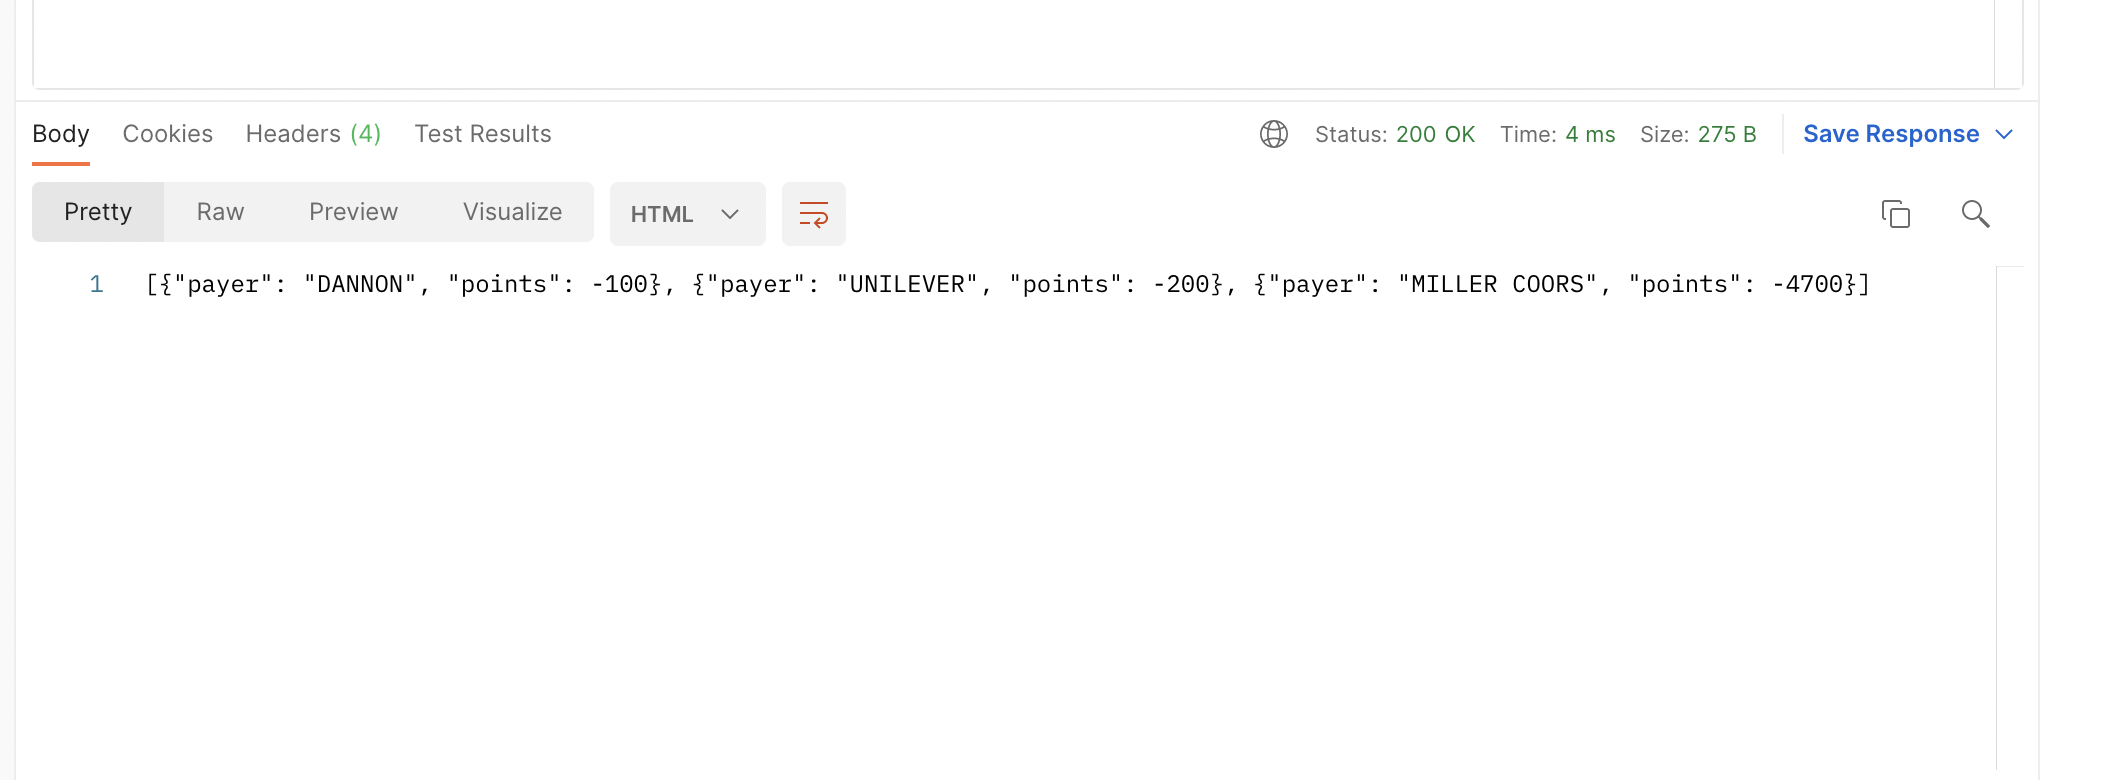 Body Cookies Headers (4) Test Results Status: 200 OK Time: 4 ms Size: 275 B Save Response
Pretty Raw Preview Visualize HTML
1 [{"payer": "DANNON", "points": -100}, {"payer": "UNILEVER", "points": -200}, {"payer": "MILLER COORS", "points": -4700}]